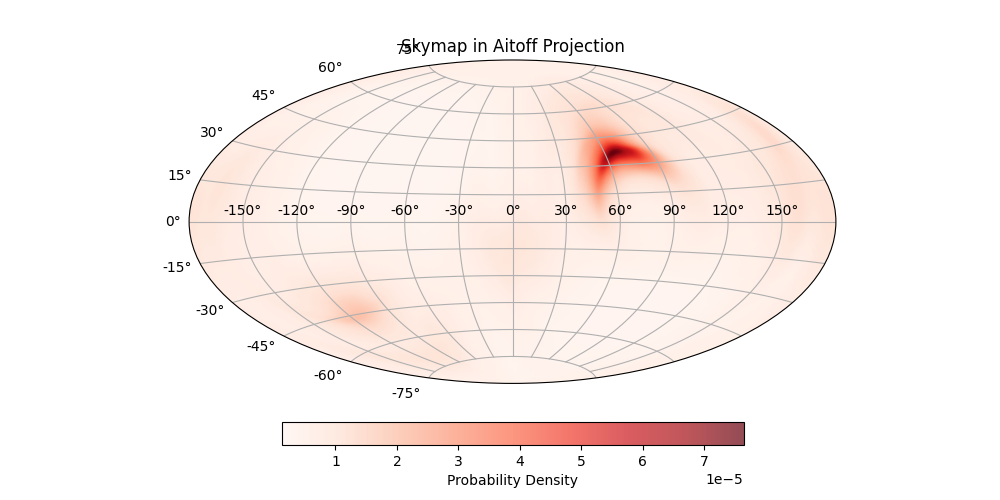 Skymap in Aitoff Projection
75°
60°
45°
30°
15°
-150° -120° -90° -60° -30° 0° 30° 60° 90° 120° 150°
0°
-15°
-30°
-45°
-60°
-75°
1 2 3 4 5 6 7
1e−5
Probability Density